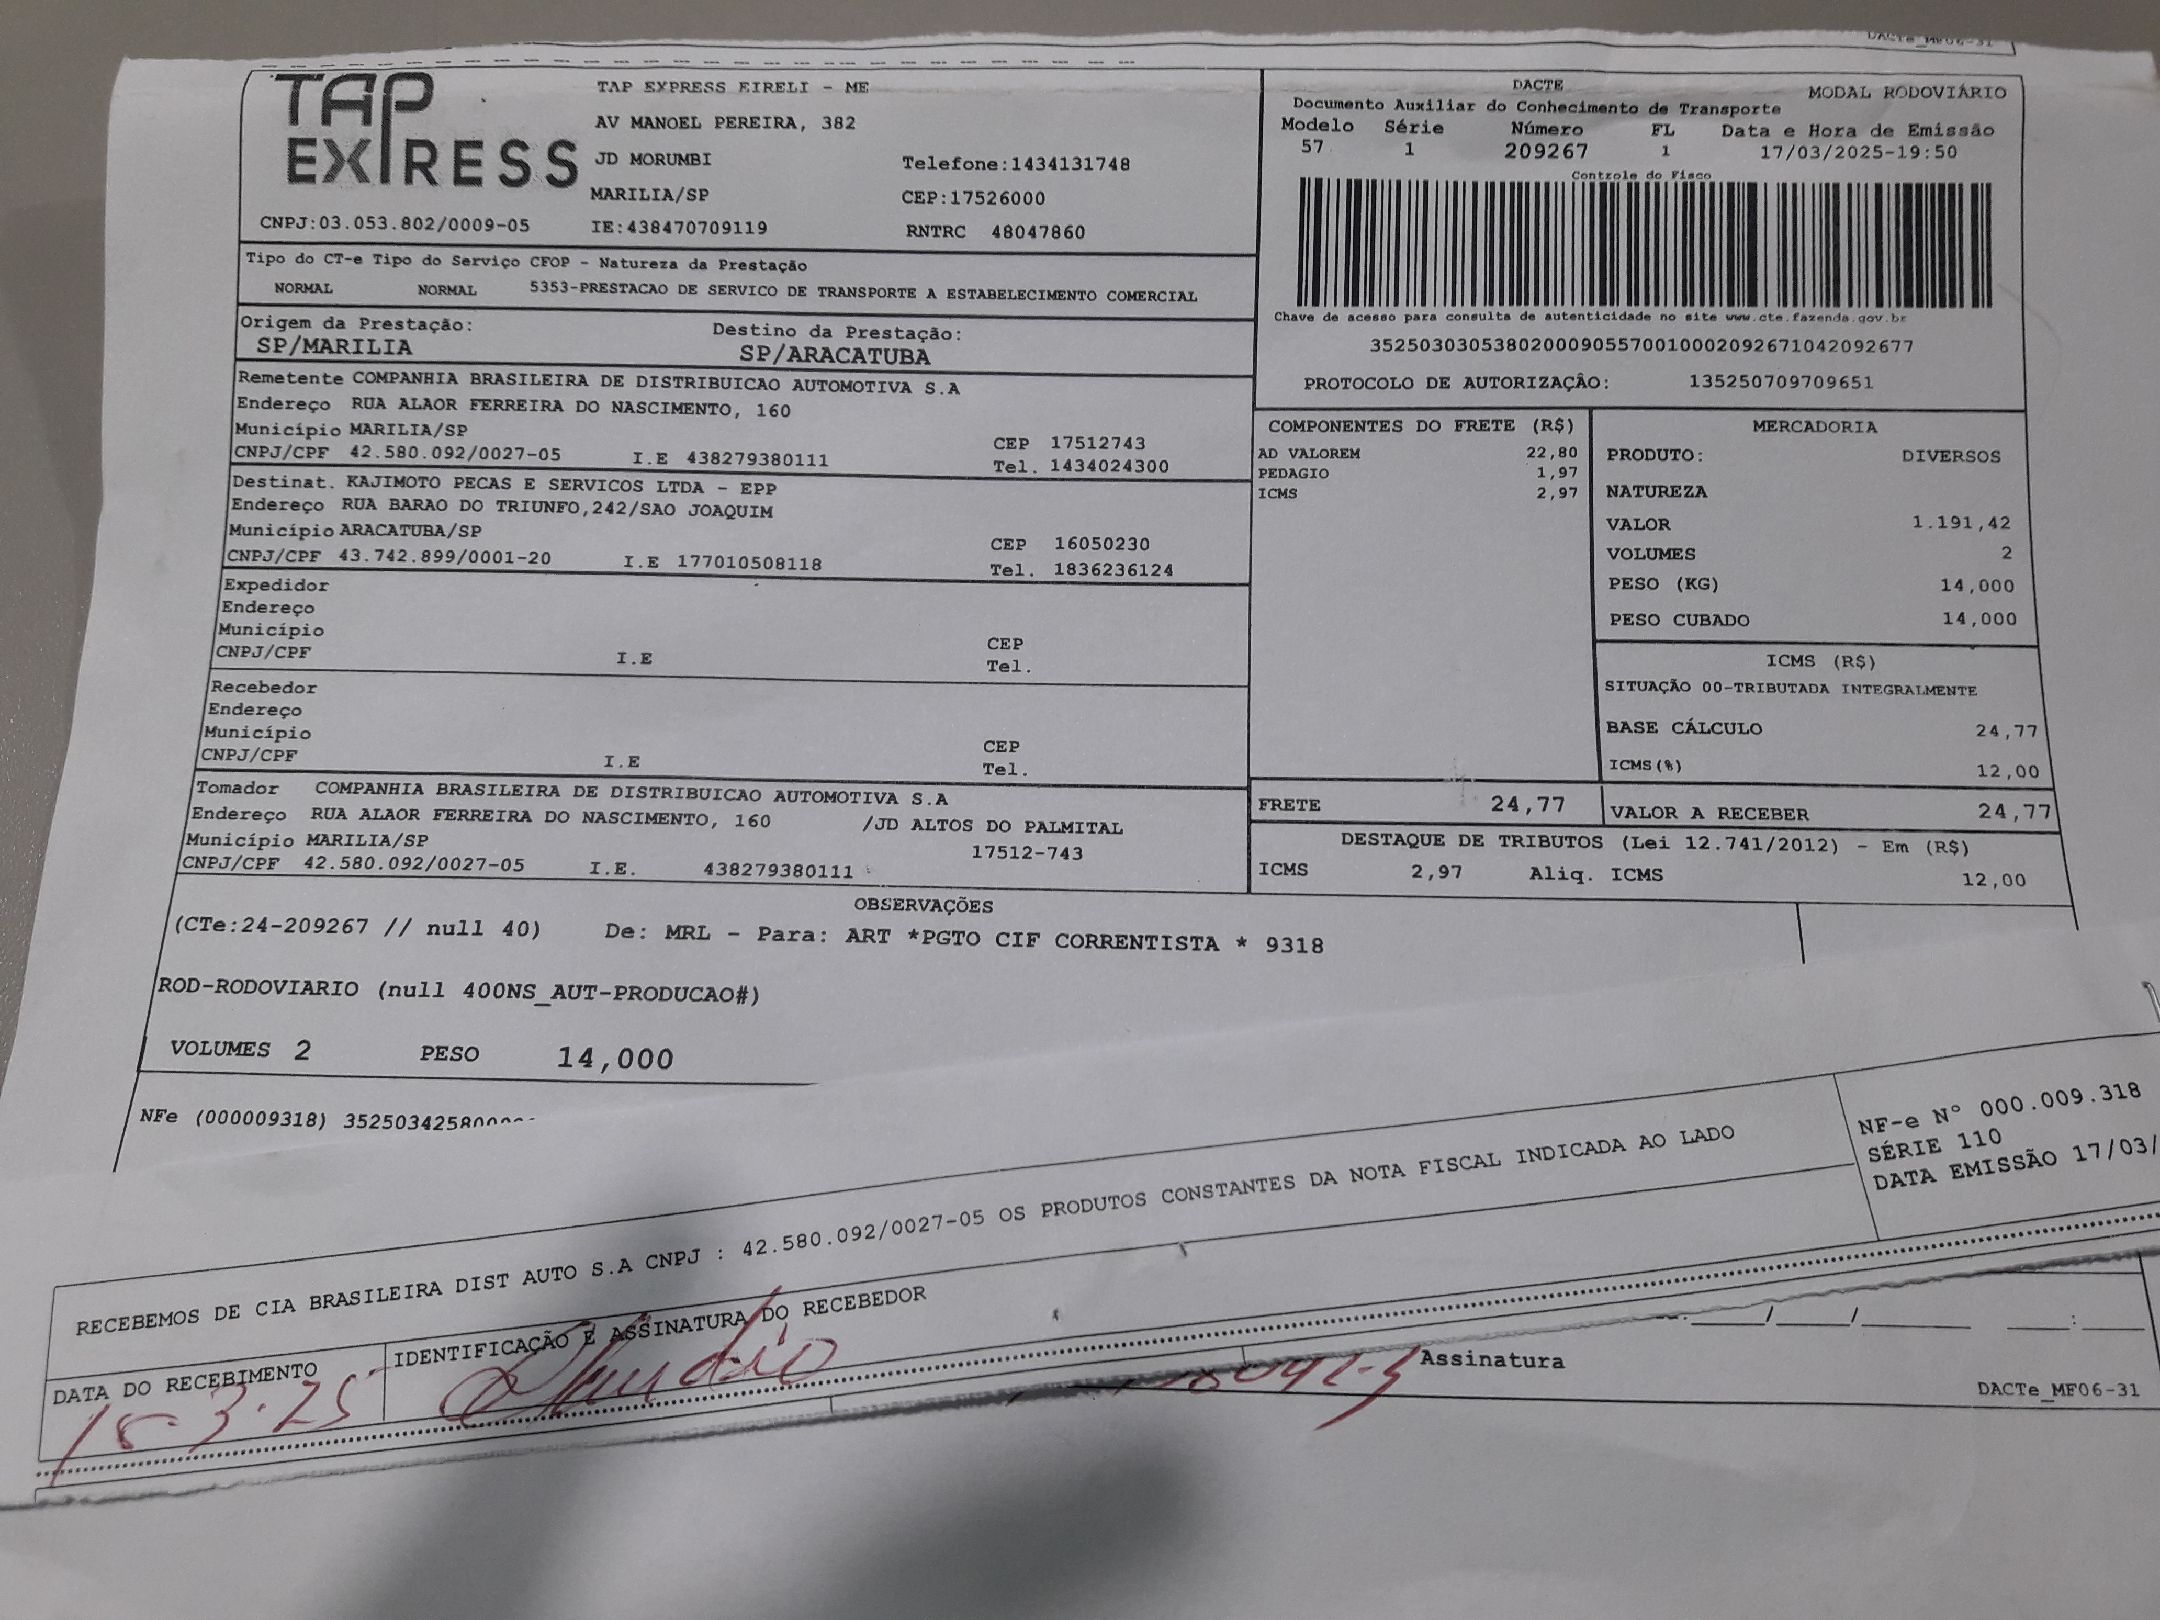 DACTe_MF06-31
TAP EXPRESS
TAP EXPRESS EIRELI - ME
AV MANOEL PEREIRA, 382
JD MORUMBI
Telefone:1434131748
MARILIA/SP
CEP:17526000
CNPJ:03.053.802/0009-05 IE:438470709119
RNTRC 48047860
DACTE
MODAL RODOVIÁRIO
Documento Auxiliar do Conhecimento de Transporte
Modelo Série Número FL Data e Hora de Emissão
57 1 209267 1 17/03/2025-19:50
Controle do Fisco
Chave de acesso para consulta de autenticidade no site www.cte.fazenda.gov.br
35250303053802000905570010002092671042092677
PROTOCOLO DE AUTORIZAÇÂO: 135250709709651
Tipo do CT-e Tipo do Serviço CFOP - Natureza da Prestação
NORMAL NORMAL 5353-PRESTACAO DE SERVICO DE TRANSPORTE A ESTABELECIMENTO COMERCIAL
Origem da Prestação: Destino da Prestação:
SP/MARILIA SP/ARACATUBA
Remetente COMPANHIA BRASILEIRA DE DISTRIBUICAO AUTOMOTIVA S.A
Endereço RUA ALAOR FERREIRA DO NASCIMENTO, 160
Município MARILIA/SP CEP 17512743
CNPJ/CPF 42.580.092/0027-05 I.E 438279380111 Tel. 1434024300
Destinat. KAJIMOTO PECAS E SERVICOS LTDA - EPP
Endereço RUA BARAO DO TRIUNFO,242/SAO JOAQUIM
Município ARACATUBA/SP CEP 16050230
CNPJ/CPF 43.742.899/0001-20 I.E 177010508118 Tel. 1836236124
Expedidor
Endereço
Município CEP
CNPJ/CPF I.E Tel.
Recebedor
Endereço
Município CEP
CNPJ/CPF I.E Tel.
Tomador COMPANHIA BRASILEIRA DE DISTRIBUICAO AUTOMOTIVA S.A
Endereço RUA ALAOR FERREIRA DO NASCIMENTO, 160 /JD ALTOS DO PALMITAL
Município MARILIA/SP 17512-743
CNPJ/CPF 42.580.092/0027-05 I.E. 438279380111
COMPONENTES DO FRETE (R$)
AD VALOREM 22,80
PEDAGIO 1,97
ICMS 2,97
MERCADORIA
PRODUTO: DIVERSOS
NATUREZA
VALOR 1.191,42
VOLUMES 2
PESO (KG) 14,000
PESO CUBADO 14,000
ICMS (R$)
SITUAÇÃO 00-TRIBUTADA INTEGRALMENTE
BASE CÁLCULO 24,77
ICMS(%) 12,00
FRETE 24,77 VALOR A RECEBER 24,77
DESTAQUE DE TRIBUTOS (Lei 12.741/2012) - Em (R$)
ICMS 2,97 Aliq. ICMS 12,00
OBSERVAÇÕES
(CTe:24-209267 // null 40) De: MRL - Para: ART *PGTO CIF CORRENTISTA * 9318
ROD-RODOVIARIO (null 400NS_AUT-PRODUCAO#)
VOLUMES 2 PESO 14,000
NFe (000009318) 35250342580
RECEBEMOS DE CIA BRASILEIRA DIST AUTO S.A CNPJ : 42.580.092/0027-05 OS PRODUTOS CONSTANTES DA NOTA FISCAL INDICADA AO LADO
NF-e N° 000.009.318
SÉRIE 110
DATA EMISSÃO 17/03/
DATA DO RECEBIMENTO
IDENTIFICAÇÃO E ASSINATURA DO RECEBEDOR
18.3.25
Claudio
Assinatura
DACTe_MF06-31